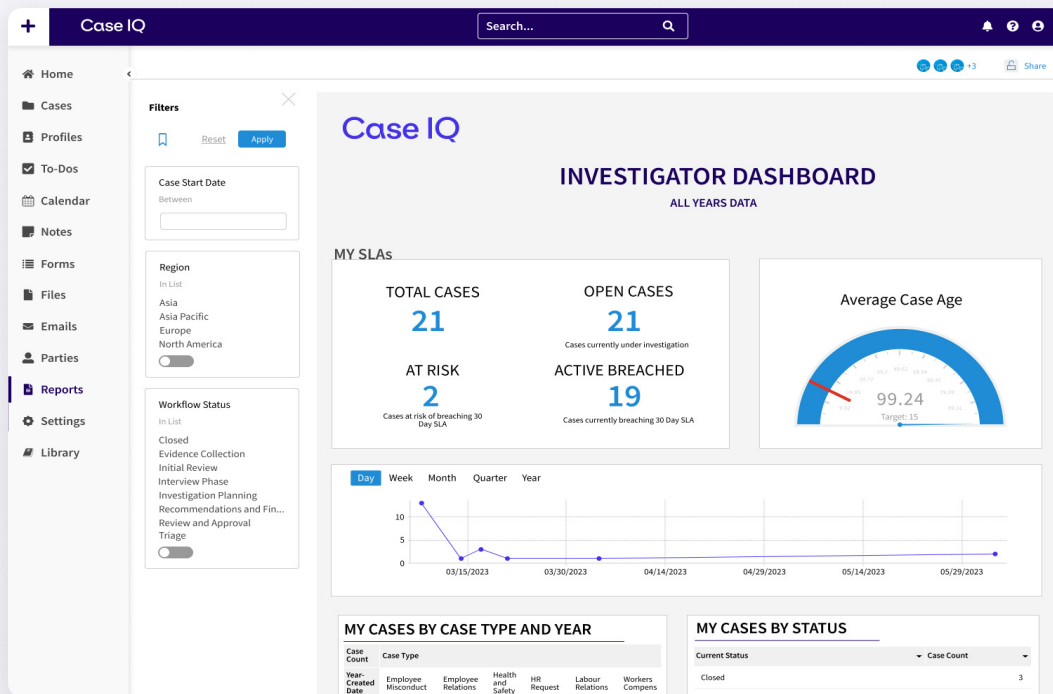 + Case IQ Search...
+3 Share
Home
Cases
Profiles
To-Dos
Calendar
Notes
Forms
Files
Emails
Parties
Reports
Settings
Library
Filters
Reset Apply
Case Start Date
Between
Region
In List
Asia
Asia Pacific
Europe
North America
Workflow Status
In List
Closed
Evidence Collection
Initial Review
Interview Phase
Investigation Planning
Recommendations and Fin...
Review and Approval
Triage
Case IQ
INVESTIGATOR DASHBOARD
ALL YEARS DATA
MY SLAs
TOTAL CASES
21
OPEN CASES
21
Cases currently under investigation
AT RISK
2
Cases at risk of breaching 30
Day SLA
ACTIVE BREACHED
19
Cases currently breaching 30 Day SLA
Average Case Age
99.24
Target: 15
Day Week Month Quarter Year
10
5
0
03/15/2023 03/30/2023 04/14/2023 04/29/2023 05/14/2023 05/29/2023
MY CASES BY CASE TYPE AND YEAR
Case
Count
Case Type
Year-
Created
Date
Employee
Misconduct
Employee
Relations
Health
and
Safety
HR
Request
Labour
Relations
Workers
Compens
MY CASES BY STATUS
Current Status Case Count
Closed 3